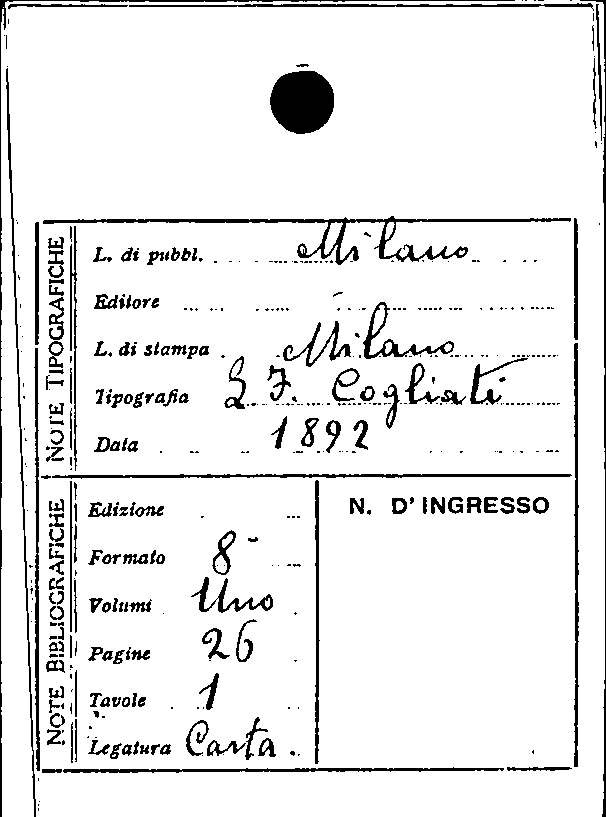 NOTE TIPOGRAFICHE
L. di pubbl. Milano
Editore -
L. di stampa Milano
Tipografia L. F. Cogliati
Data 1892
NOTE BIBLIOGRAFICHE
Edizione
Formato 8-
Volumi Uno
Pagine 26
Tavole 1
Legatura Carta.
N. D'INGRESSO